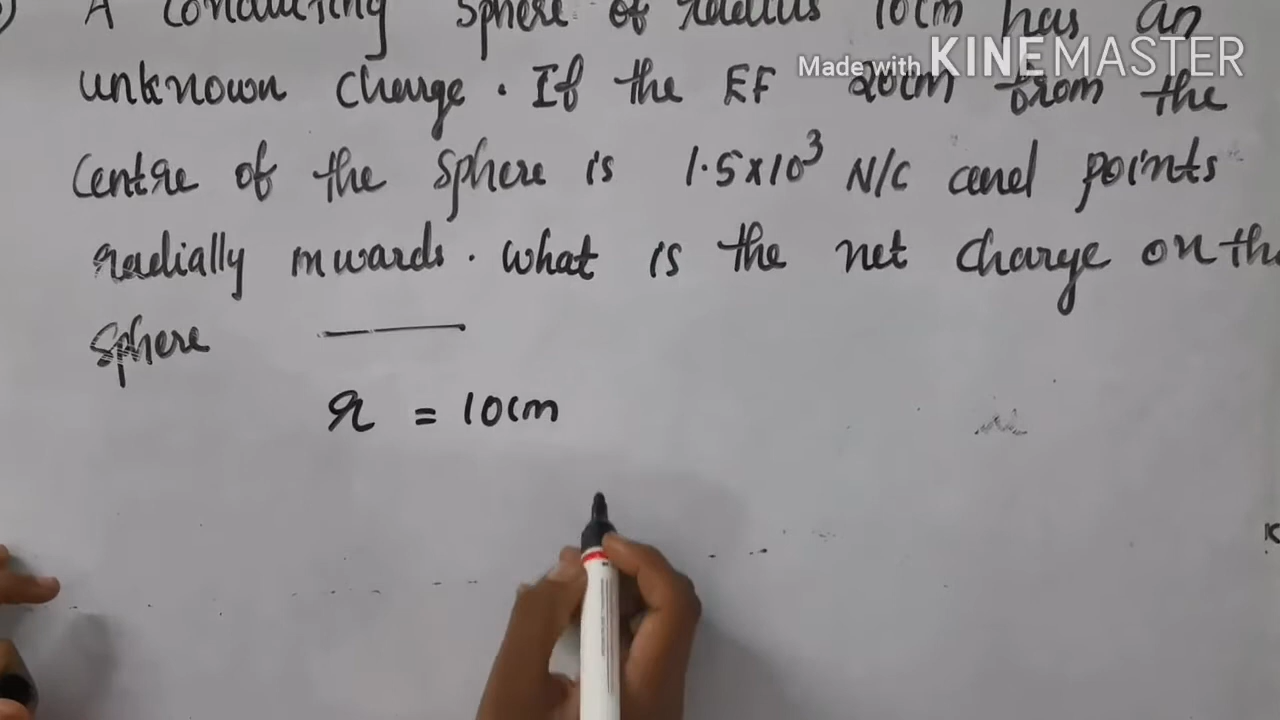 A conducting sphere of radius 10cm has an
Made with KINEMASTER
unknown charge. If the EF 20cm from the
centre of the sphere is 1.5x10³ N/C and points
radially inwards. what is the net charge on the
sphere
r = 10cm